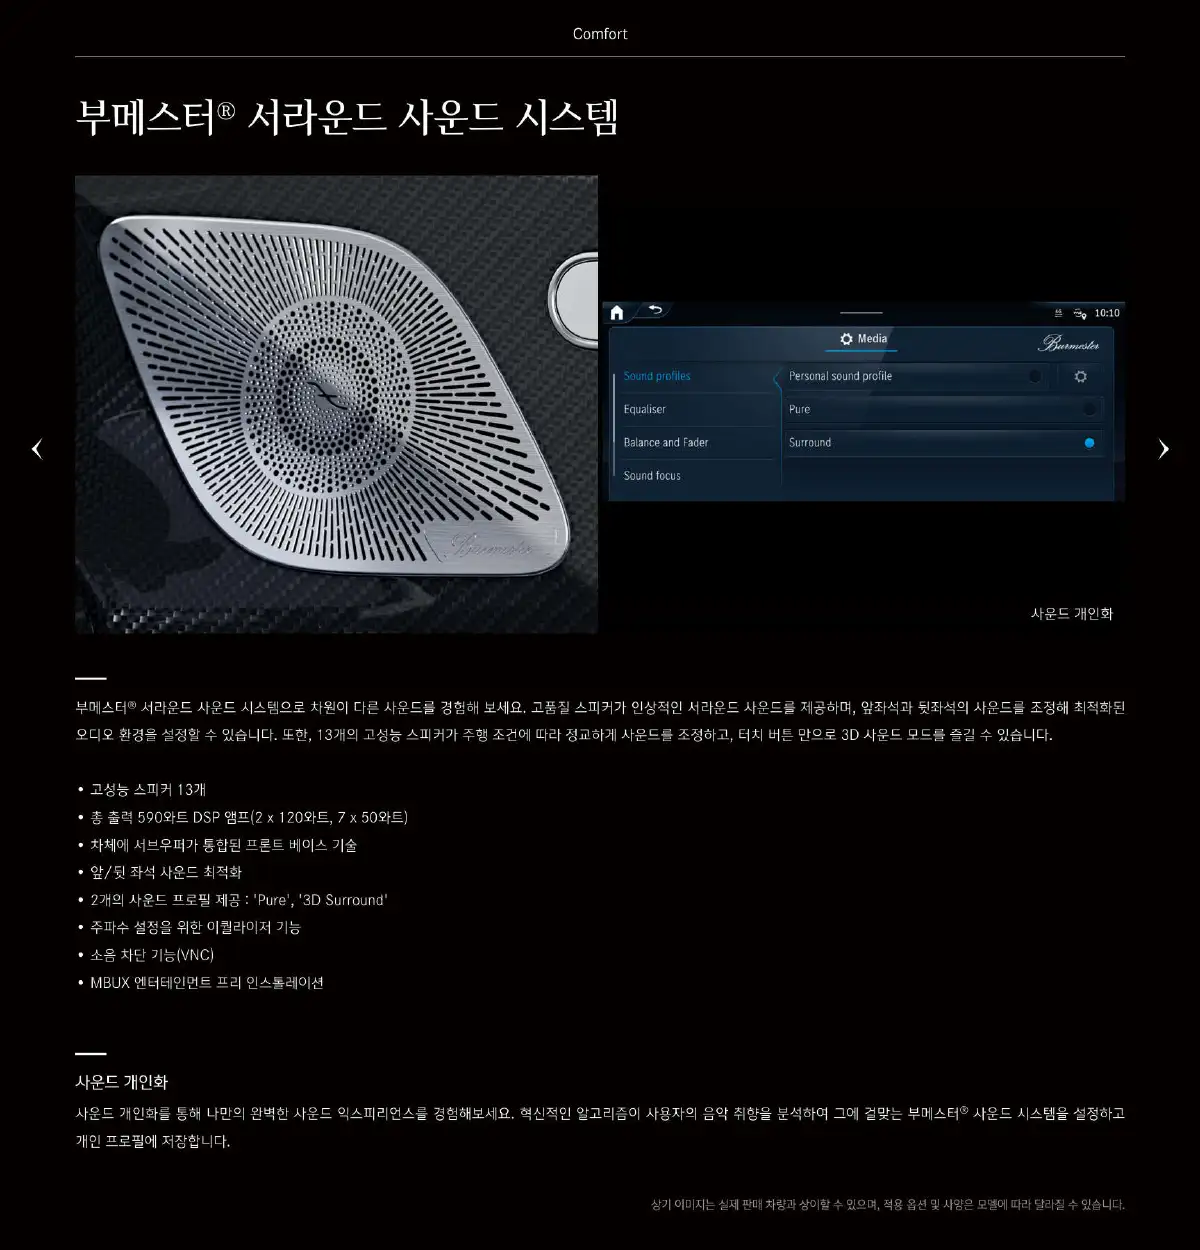 Comfort
부메스터® 서라운드 사운드 시스템
Burmester
10:10
Media
Burmester
Sound profiles
Personal sound profile
Equaliser
Pure
Balance and Fader
Surround
Sound focus
사운드 개인화
부메스터® 서라운드 사운드 시스템으로 차원이 다른 사운드를 경험해 보세요. 고품질 스피커가 인상적인 서라운드 사운드를 제공하며, 앞좌석과 뒷좌석의 사운드를 조정해 최적화된
오디오 환경을 설정할 수 있습니다. 또한, 13개의 고성능 스피커가 주행 조건에 따라 정교하게 사운드를 조정하고, 터치 버튼 만으로 3D 사운드 모드를 즐길 수 있습니다.
• 고성능 스피커 13개
• 총 출력 590와트 DSP 앰프(2 x 120와트, 7 x 50와트)
• 차체에 서브우퍼가 통합된 프론트 베이스 기술
• 앞/뒷 좌석 사운드 최적화
• 2개의 사운드 프로필 제공 : 'Pure', '3D Surround'
• 주파수 설정을 위한 이퀄라이저 기능
• 소음 차단 기능(VNC)
• MBUX 엔터테인먼트 프리 인스톨레이션
사운드 개인화
사운드 개인화를 통해 나만의 완벽한 사운드 익스피리언스를 경험해보세요. 혁신적인 알고리즘이 사용자의 음악 취향을 분석하여 그에 걸맞는 부메스터® 사운드 시스템을 설정하고
개인 프로필에 저장합니다.
상기 이미지는 실제 판매 차량과 상이할 수 있으며, 적용 옵션 및 사양은 모델에 따라 달라질 수 있습니다.